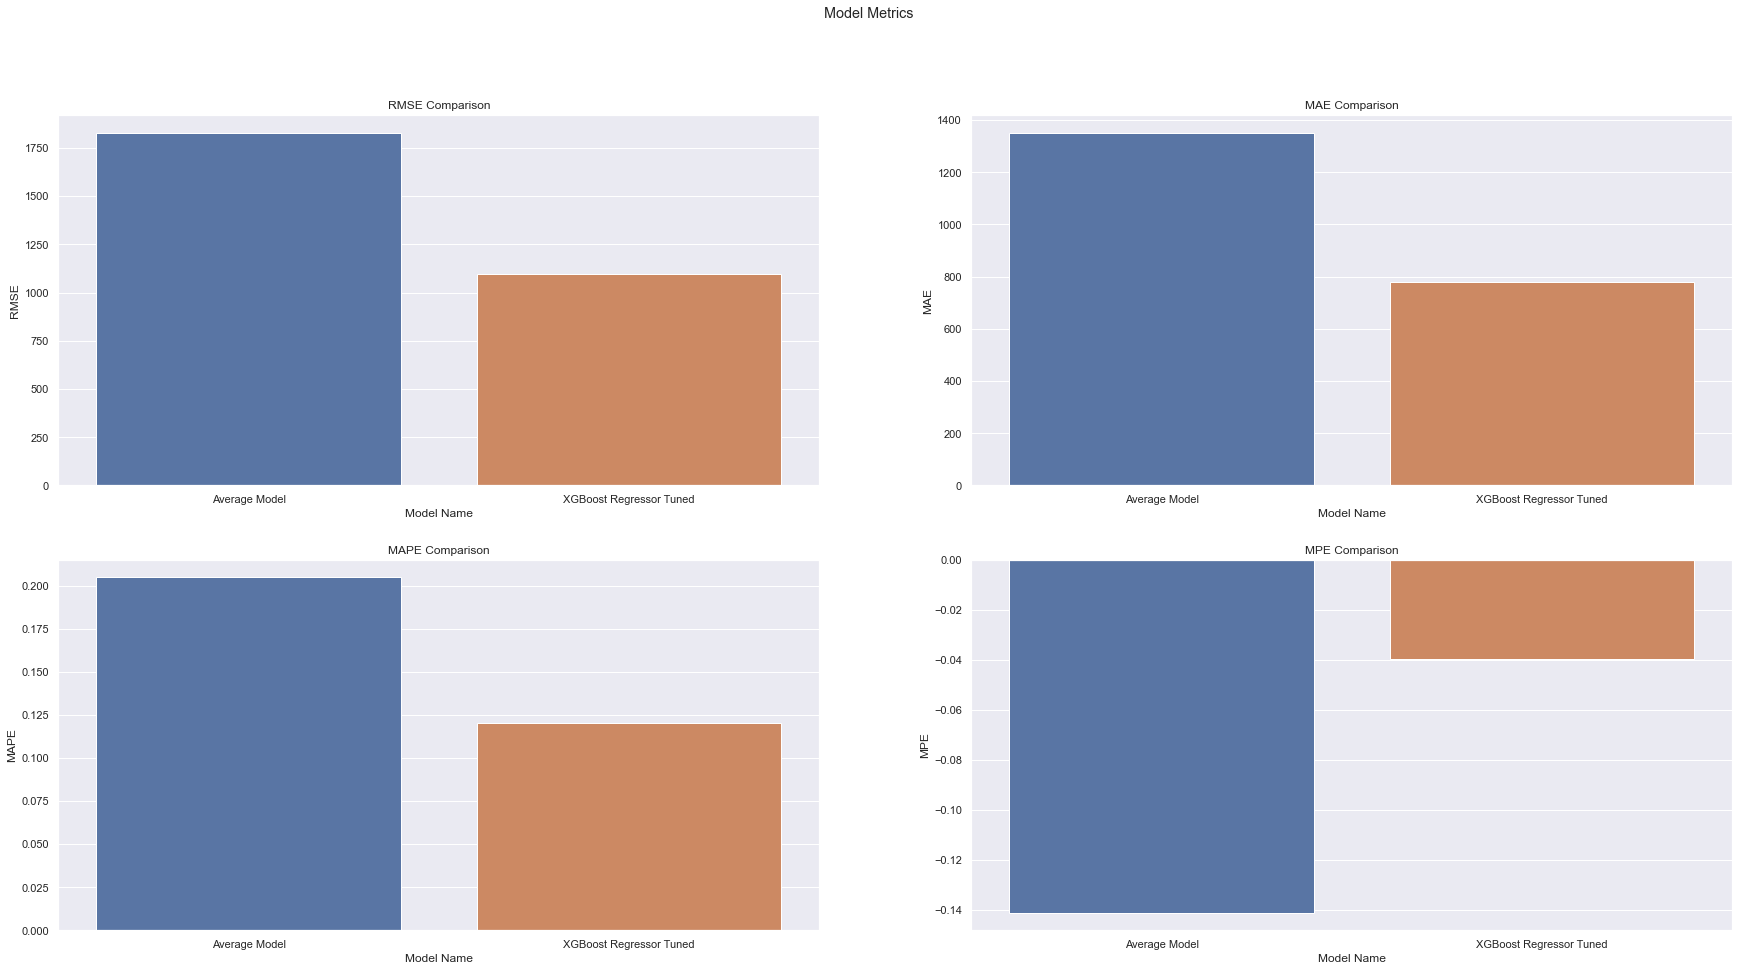 Model Metrics
RMSE Comparison
1750
1500
1250
1000
750
500
250
0
RMSE
Average Model
XGBoost Regressor Tuned
Model Name
MAE Comparison
1400
1200
1000
800
600
400
200
0
MAE
Average Model
XGBoost Regressor Tuned
Model Name
MAPE Comparison
0.200
0.175
0.150
0.125
0.100
0.075
0.050
0.025
0.000
MAPE
Average Model
XGBoost Regressor Tuned
Model Name
MPE Comparison
0.00
−0.02
−0.04
−0.06
−0.08
−0.10
−0.12
−0.14
MPE
Average Model
XGBoost Regressor Tuned
Model Name